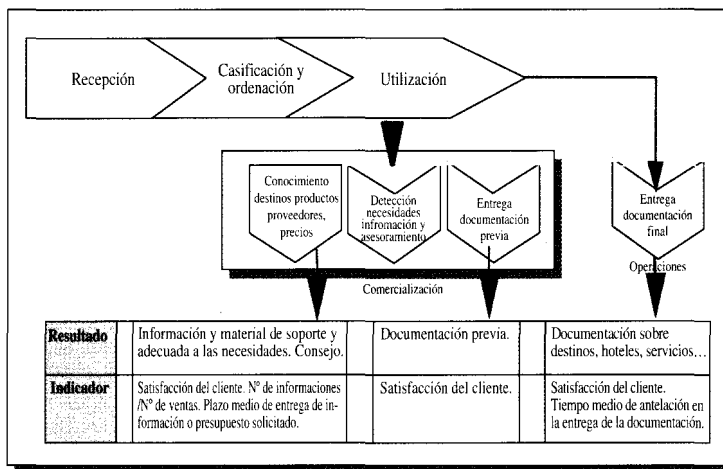 Recepción
Casificación y
ordenación
Utilización
Conocimiento
destinos productos
proveedores,
precios
Detección
necesidades
infromación y
asesoramiento
Entrega
documentación
previa
Entrega
documentación
final
Operaciones
Comercialización
Resultado
Información y material de soporte y
adecuada a las necesidades. Consejo.
Documentación previa.
Documentación sobre
destinos, hoteles, servicios...
Indicador
Satisfacción del cliente. Nº de informaciones
/Nº de ventas. Plazo medio de entrega de in-
formación o presupuesto solicitado.
Satisfacción del cliente.
Satisfacción del cliente.
Tiempo medio de antelación en
la entrega de la documentación.